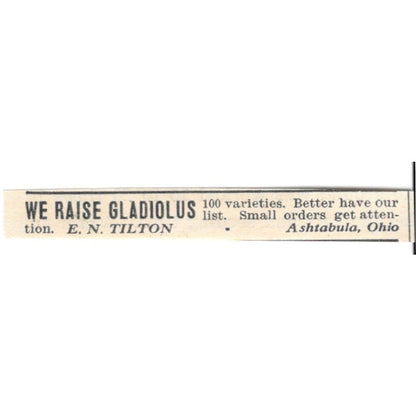 WE RAISE GLADIOLUS 100 varieties. Better have our
list. Small orders get atten-
tion. E. N. TILTON - Ashtabula, Ohio